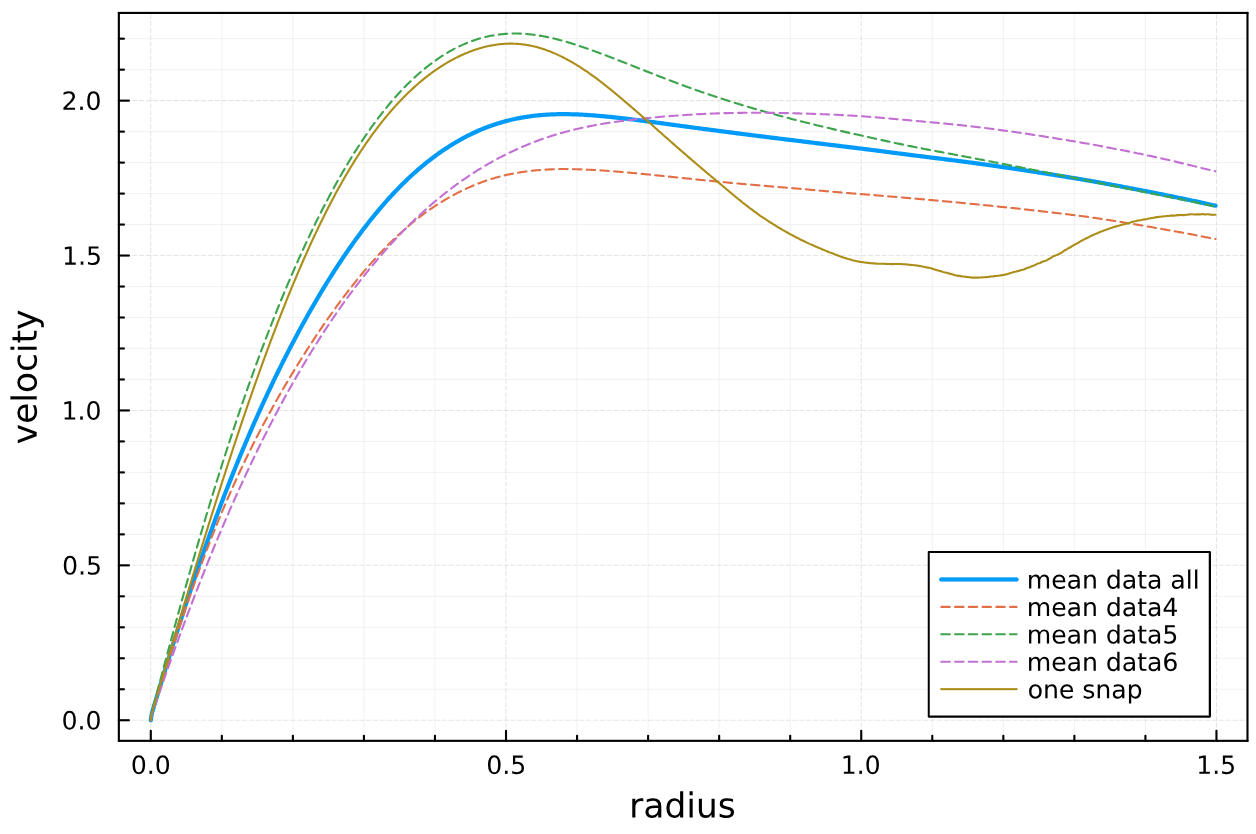 velocity
2.0
1.5
1.0
0.5
0.0
mean data all
mean data4
mean data5
mean data6
one snap
0.0 0.5 1.0 1.5
radius